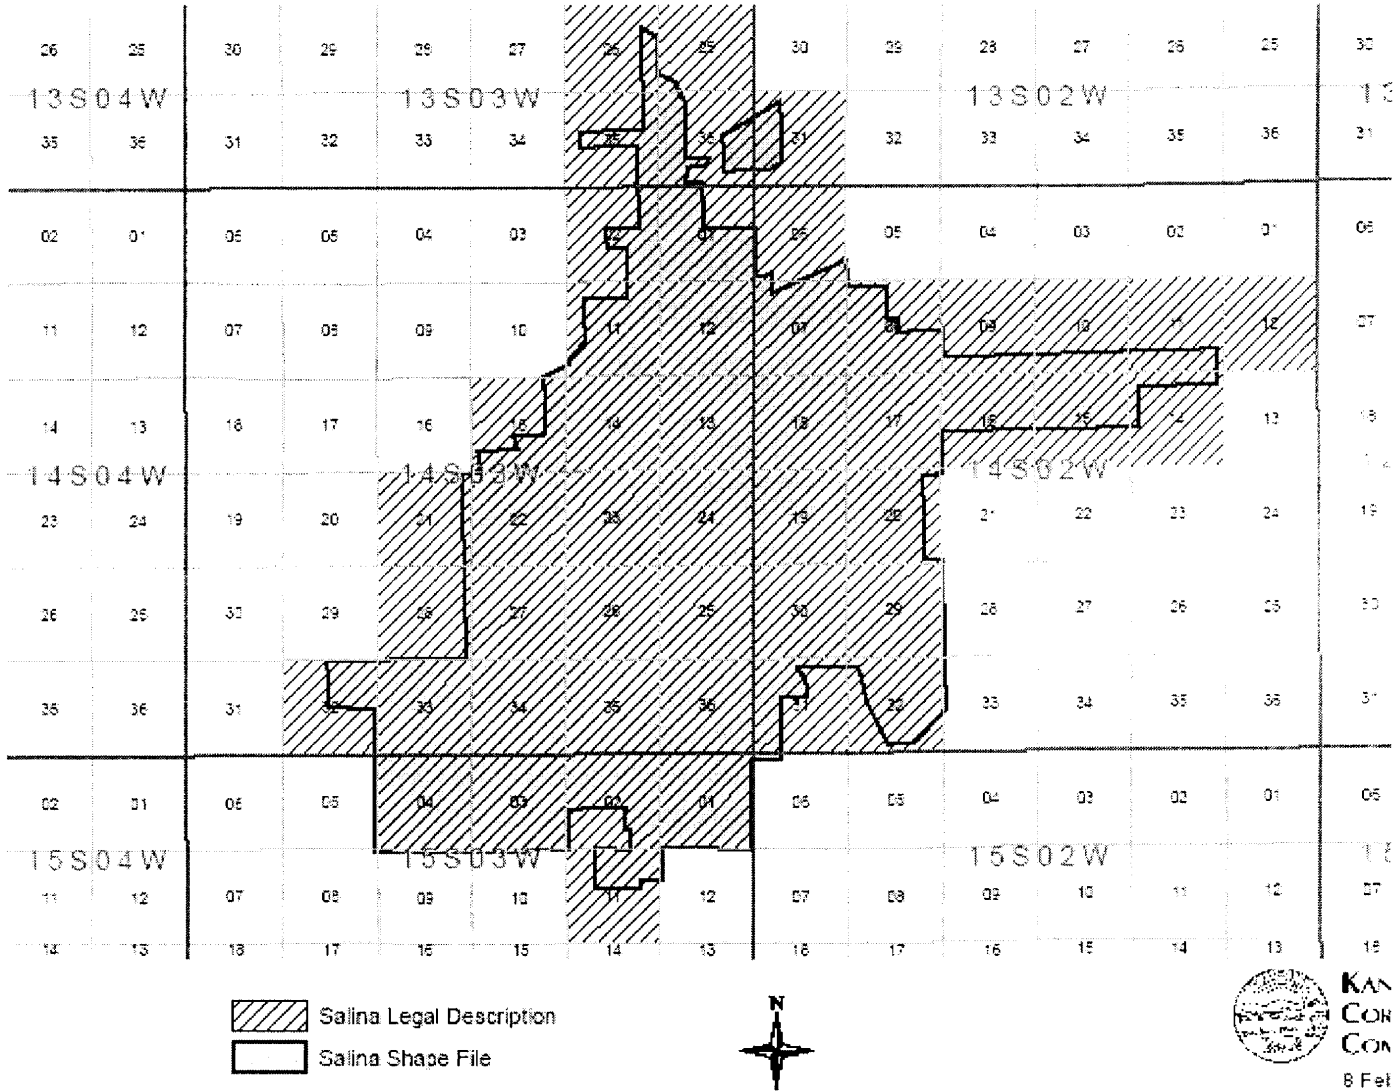 26 25 30 29 28 27 26 25 30 29 28 27 26 25 30
13S04W 13S03W 13S02W 13
35 36 31 32 33 34 35 36 31 32 33 34 35 36 31
02 01 06 05 04 03 02 01 06 05 04 03 02 01 06
11 12 07 08 09 10 11 12 07 08 09 10 11 12 07
14 13 18 17 16 15 14 13 18 17 16 15 14 13 18
14S04W 14S03W 14S02W 14
23 24 19 20 21 22 23 24 19 20 21 22 23 24 19
26 25 30 29 28 27 26 25 30 29 28 27 26 25 30
35 36 31 32 33 34 35 36 31 32 33 34 35 36 31
02 01 06 05 04 03 02 01 06 05 04 03 02 01 06
15S04W 15S03W 15S02W 15
11 12 07 08 09 10 11 12 07 08 09 10 11 12 07
14 13 18 17 16 15 14 13 18 17 16 15 14 13 18
Salina Legal Description
Salina Shape File
N
KAN
COR
COM
8 Feb